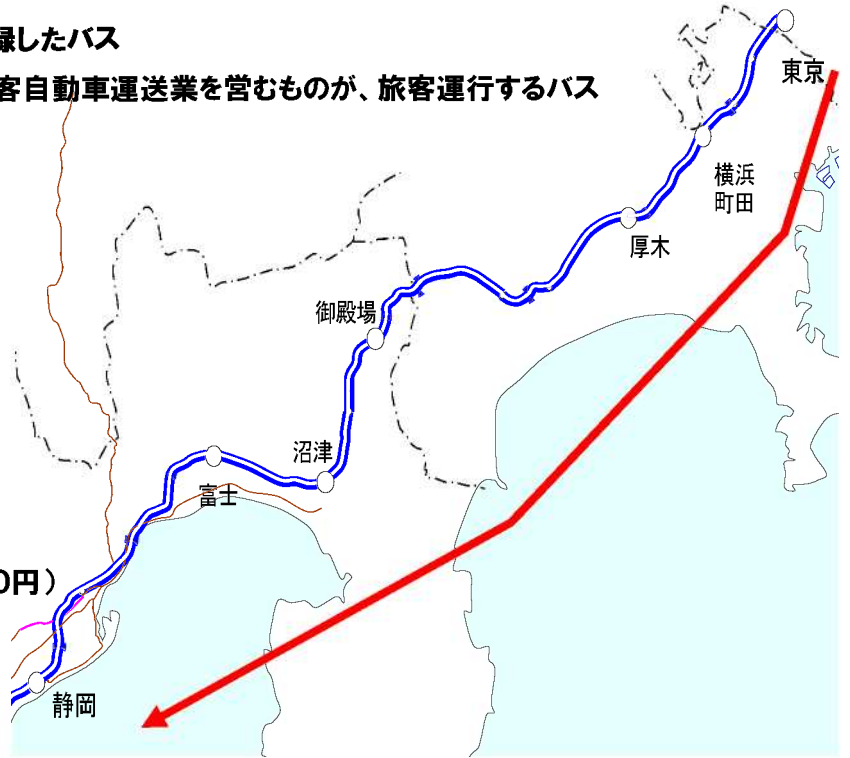 録したバス
客自動車運送業を営むものが、旅客運行するバス
東京
横浜
町田
厚木
御殿場
沼津
富士
0円）
静岡